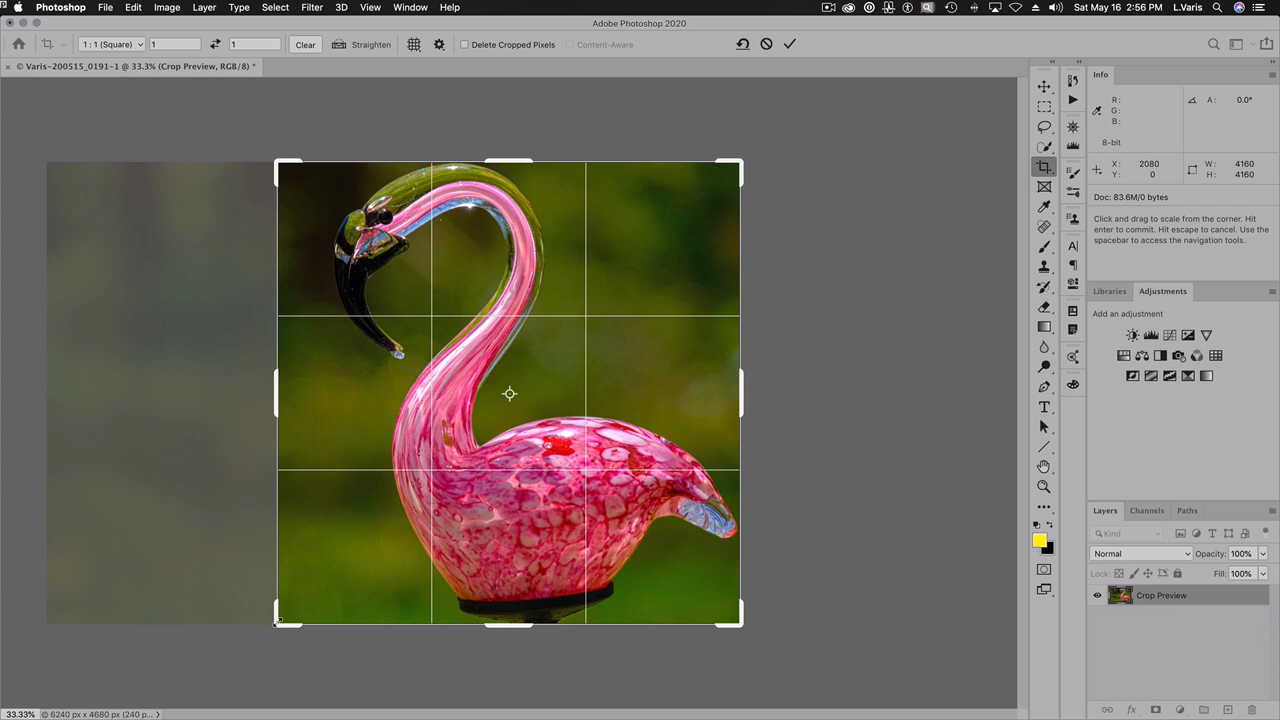 Photoshop File Edit Image Layer Type Select Filter 3D View Window Help Sat May 16 2:56 PM L.Varis
Adobe Photoshop 2020
1 : 1 (Square) 1 1 Clear Straighten Delete Cropped Pixels Content-Aware
× © Varis-200515_0191-1 @ 33.3% (Crop Preview, RGB/8) *
Info
R:
G:
B:
A: 0.0°
8-bit
X: 2080
Y: 0
W: 4160
H: 4160
Doc: 83.6M/0 bytes
Click and drag to scale from the corner. Hit
enter to commit. Hit escape to cancel. Use the
spacebar to access the navigation tools.
Libraries Adjustments
Add an adjustment
Layers Channels Paths
Kind
Normal Opacity: 100%
Lock: Fill: 100%
Crop Preview
fx
33.33% © 6240 px x 4680 px (240 p... >